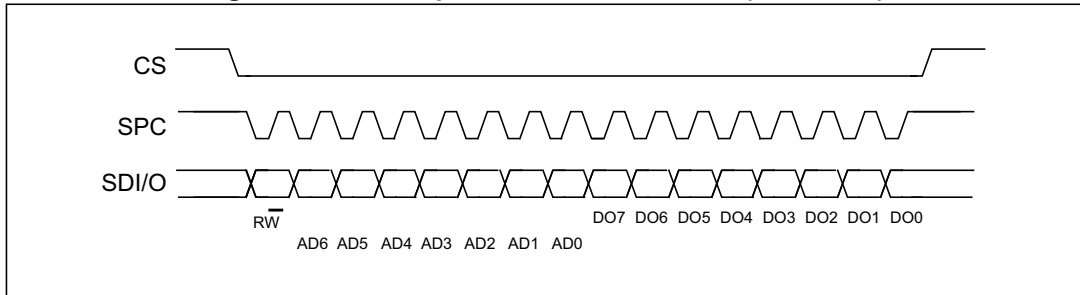 CS
SPC
SDI/O
RW
DO7 DO6 DO5 DO4 DO3 DO2 DO1 DO0
AD6 AD5 AD4 AD3 AD2 AD1 AD0